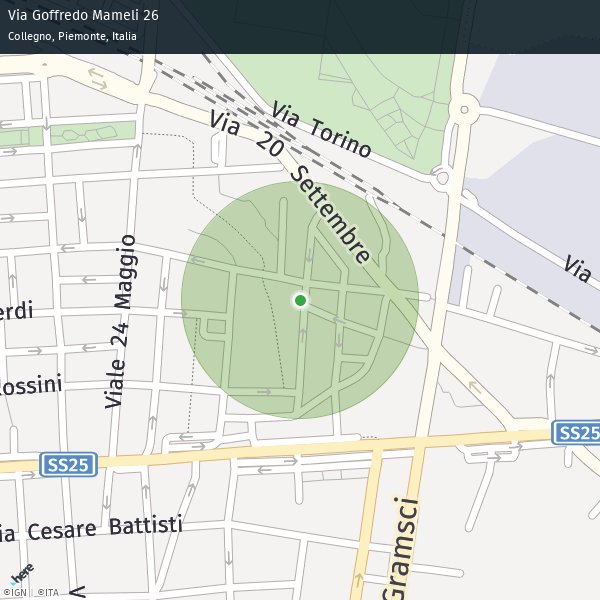 Via Goffredo Mameli 26
Collegno, Piemonte, Italia
Via Torino
Via 20 Settembre
Via
Viale 24 Maggio
erdi
Rossini
SS25
SS25
ia Cesare Battisti
Gramsci
V
here
©IGN | ©ITA